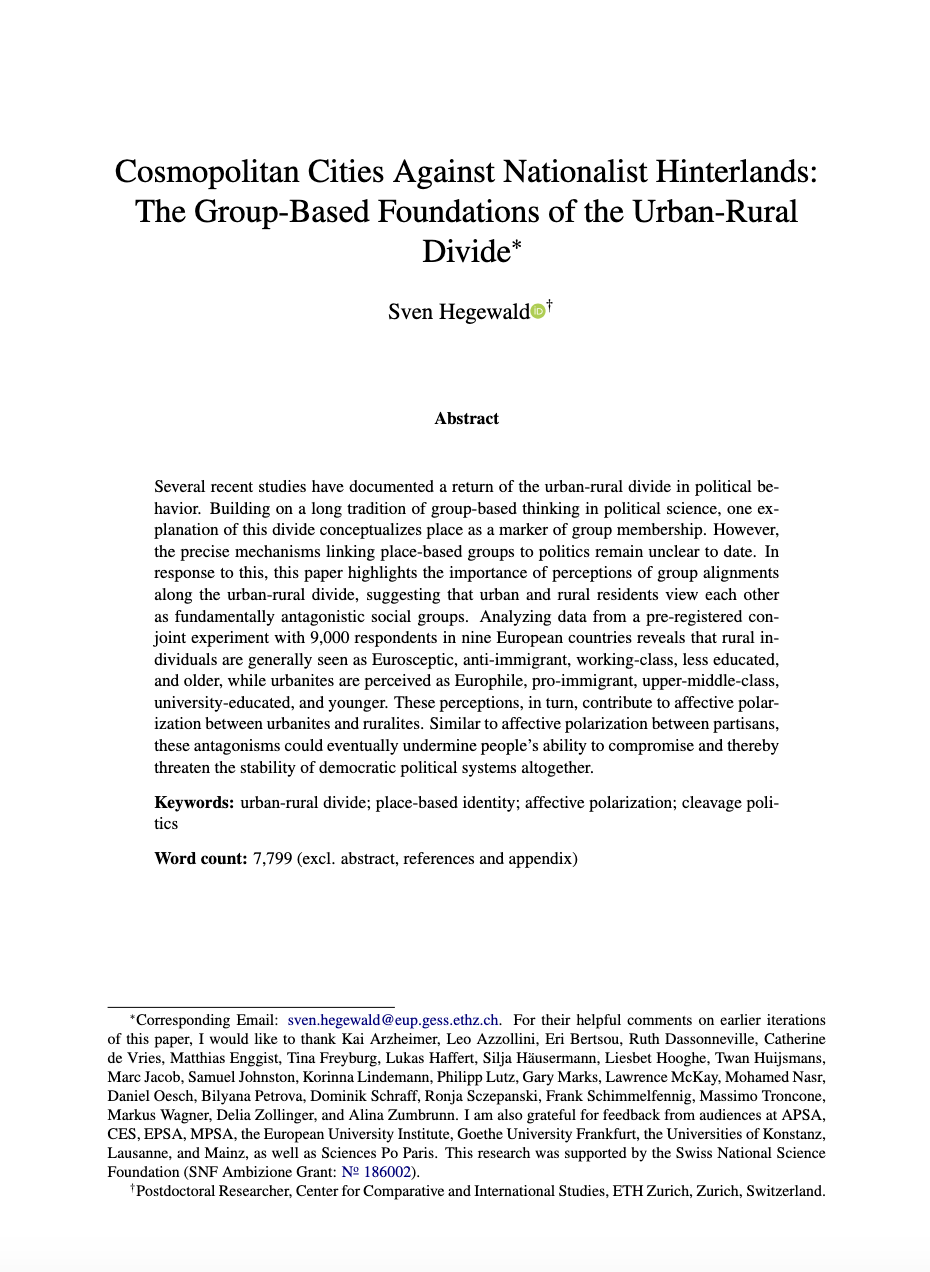 Cosmopolitan Cities Against Nationalist Hinterlands:
The Group-Based Foundations of the Urban-Rural
Divide*
Sven Hegewald iD †
Abstract
Several recent studies have documented a return of the urban-rural divide in political be-
havior. Building on a long tradition of group-based thinking in political science, one ex-
planation of this divide conceptualizes place as a marker of group membership. However,
the precise mechanisms linking place-based groups to politics remain unclear to date. In
response to this, this paper highlights the importance of perceptions of group alignments
along the urban-rural divide, suggesting that urban and rural residents view each other
as fundamentally antagonistic social groups. Analyzing data from a pre-registered con-
joint experiment with 9,000 respondents in nine European countries reveals that rural in-
dividuals are generally seen as Eurosceptic, anti-immigrant, working-class, less educated,
and older, while urbanites are perceived as Europhile, pro-immigrant, upper-middle-class,
university-educated, and younger. These perceptions, in turn, contribute to affective polar-
ization between urbanites and ruralites. Similar to affective polarization between partisans,
these antagonisms could eventually undermine people's ability to compromise and thereby
threaten the stability of democratic political systems altogether.
Keywords: urban-rural divide; place-based identity; affective polarization; cleavage poli-
tics
Word count: 7,799 (excl. abstract, references and appendix)
*Corresponding Email: sven.hegewald@eup.gess.ethz.ch. For their helpful comments on earlier iterations
of this paper, I would like to thank Kai Arzheimer, Leo Azzollini, Eri Bertsou, Ruth Dassonneville, Catherine
de Vries, Matthias Enggist, Tina Freyburg, Lukas Haffert, Silja Häusermann, Liesbet Hooghe, Twan Huijsmans,
Marc Jacob, Samuel Johnston, Korinna Lindemann, Philipp Lutz, Gary Marks, Lawrence McKay, Mohamed Nasr,
Daniel Oesch, Bilyana Petrova, Dominik Schraff, Ronja Sczepanski, Frank Schimmelfennig, Massimo Troncone,
Markus Wagner, Delia Zollinger, and Alina Zumbrunn. I am also grateful for feedback from audiences at APSA,
CES, EPSA, MPSA, the European University Institute, Goethe University Frankfurt, the Universities of Konstanz,
Lausanne, and Mainz, as well as Sciences Po Paris. This research was supported by the Swiss National Science
Foundation (SNF Ambizione Grant: № 186002).
†Postdoctoral Researcher, Center for Comparative and International Studies, ETH Zurich, Zurich, Switzerland.